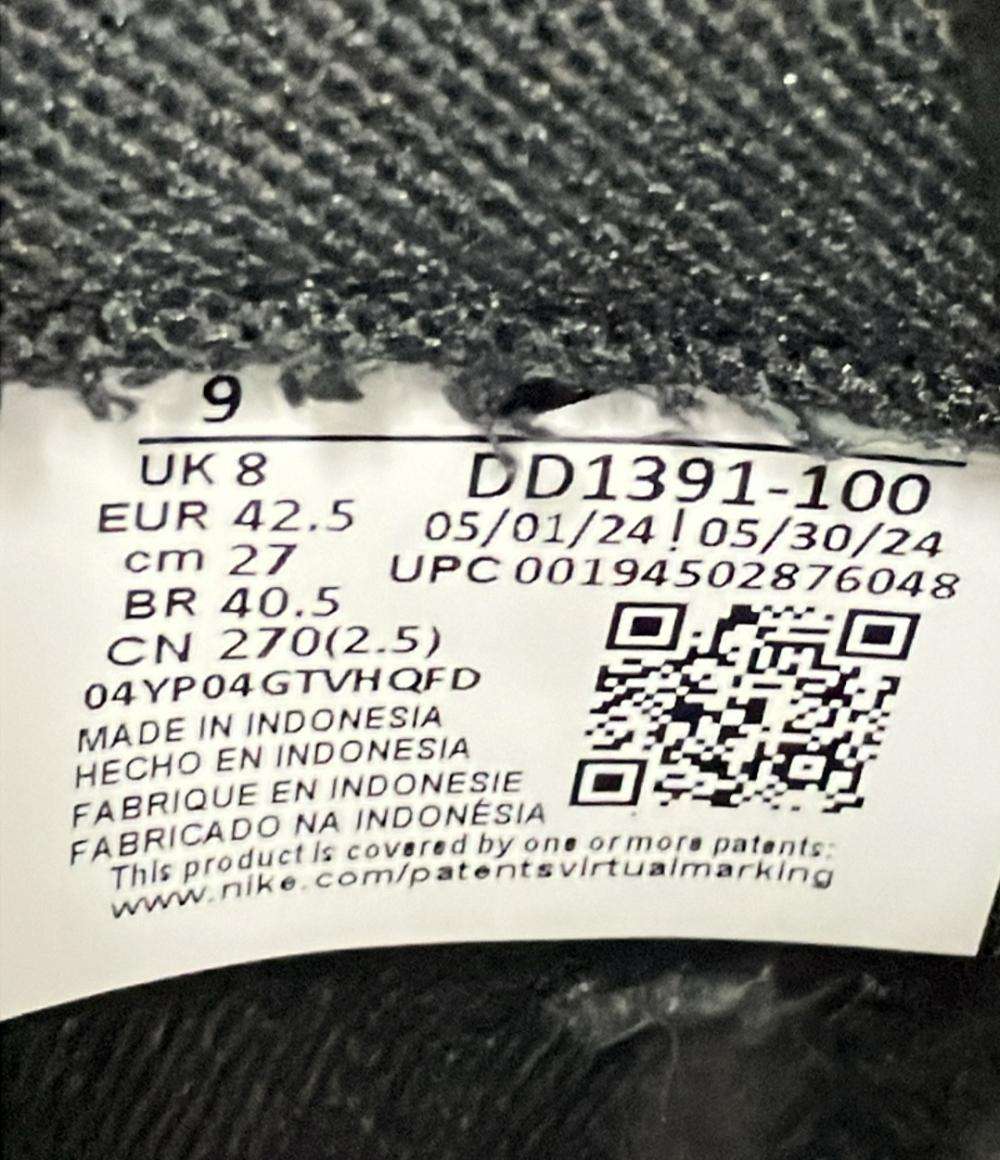 9
UK 8
EUR 42.5
cm 27
BR 40.5
CN 270(2.5)
04YP04GTVHQFD
DD1391-100
05/01/24 | 05/30/24
UPC 00194502876048
MADE IN INDONESIA
HECHO EN INDONESIA
FABRIQUE EN INDONESIE
FABRICADO NA INDONÉSIA
This product is covered by one or more patents:
www.nike.com/patentsvirtualmarking